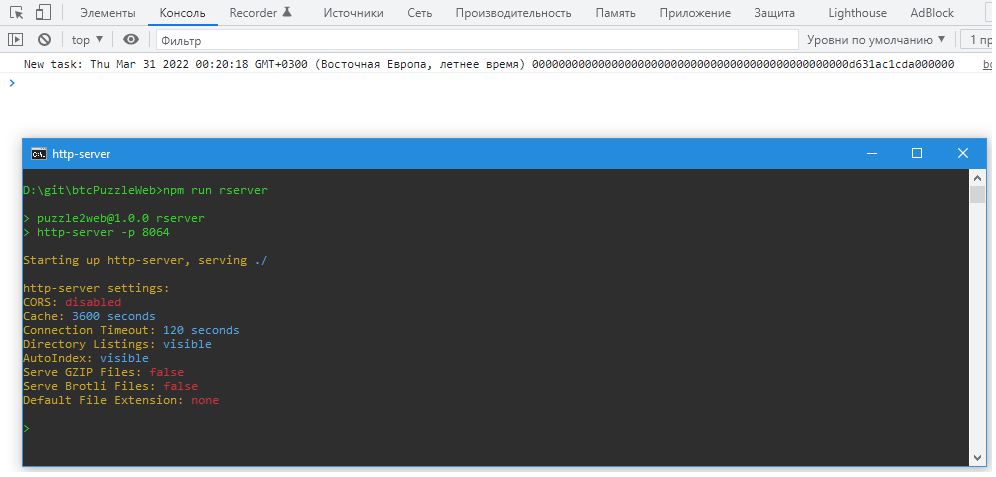 Элементы Консоль Recorder Источники Сеть Производительность Память Приложение Защита Lighthouse AdBlock
top Фильтр Уровни по умолчанию 1 пр
New task: Thu Mar 31 2022 00:20:18 GMT+0300 (Восточная Европа, летнее время)
http-server
D:\git\btcPuzzleWeb>npm run rserver
> puzzle2web@1.0.0 rserver
> http-server -p 8064
Starting up http-server, serving ./
http-server settings:
CORS: disabled
Cache: 3600 seconds
Connection Timeout: 120 seconds
Directory Listings: visible
AutoIndex: visible
Serve GZIP Files: false
Serve Brotli Files: false
Default File Extension: none
>